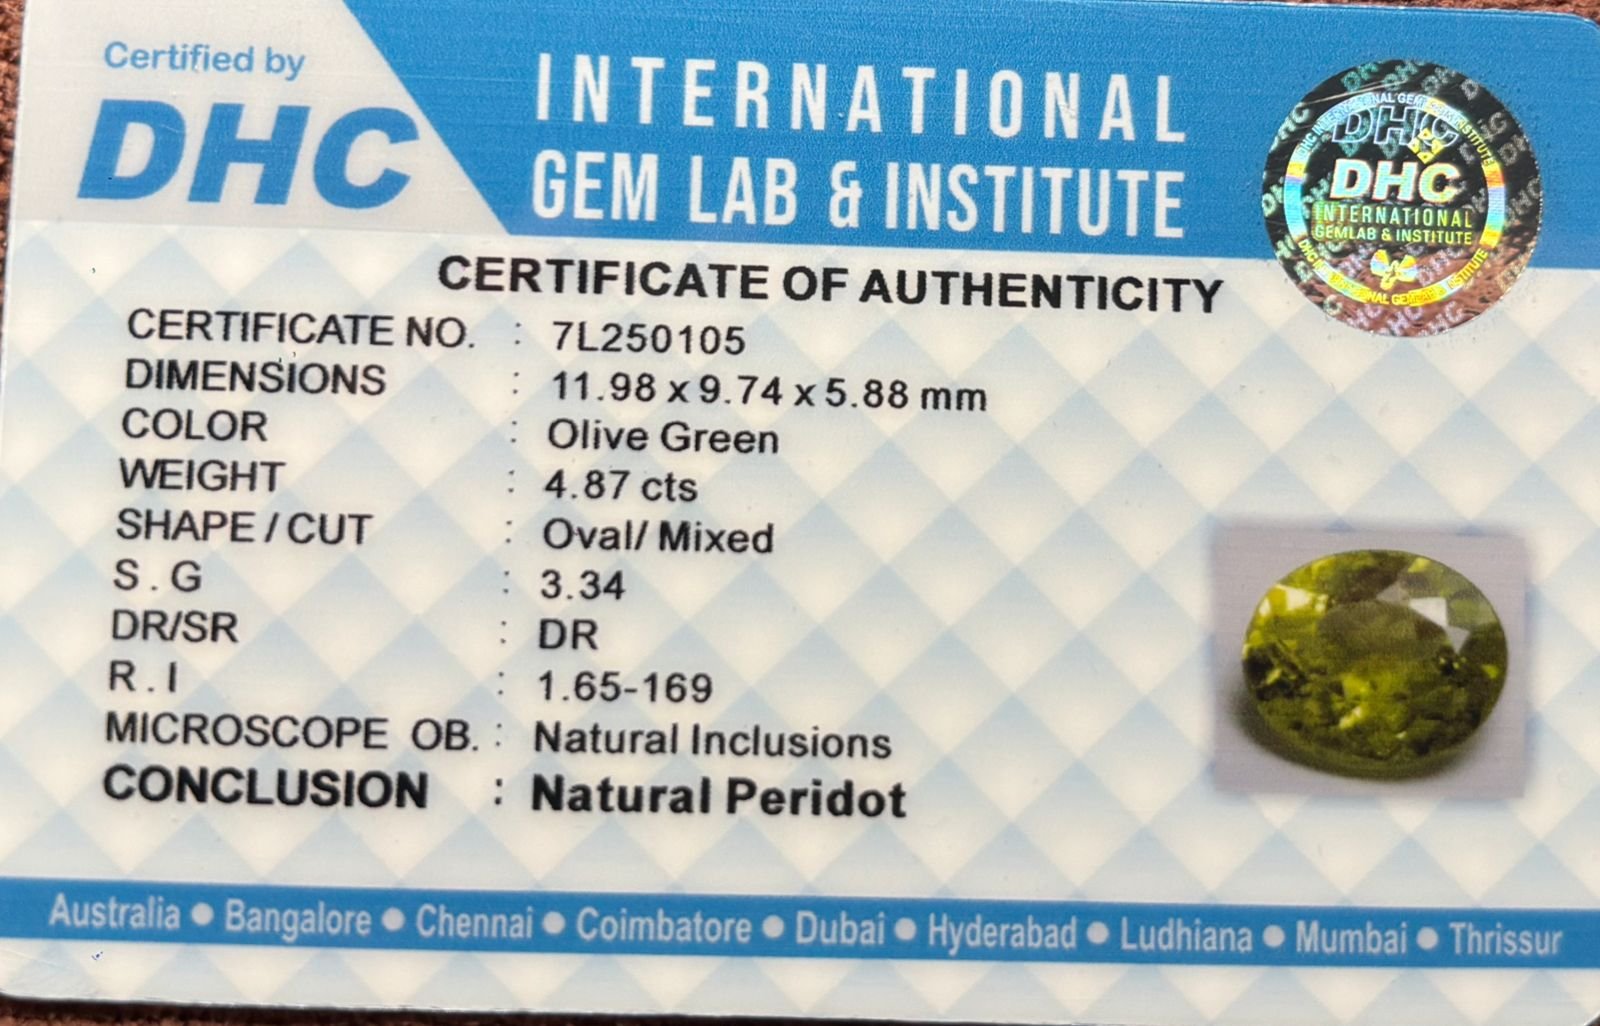 Certified by
DHC
INTERNATIONAL
GEM LAB & INSTITUTE
DHC
INTERNATIONAL
GEMLAB & INSTITUTE
CERTIFICATE OF AUTHENTICITY
CERTIFICATE NO. : 7L250105
DIMENSIONS : 11.98 x 9.74 x 5.88 mm
COLOR : Olive Green
WEIGHT : 4.87 cts
SHAPE / CUT : Oval/ Mixed
S . G : 3.34
DR/SR : DR
R . I : 1.65-169
MICROSCOPE OB. : Natural Inclusions
CONCLUSION : Natural Peridot
Australia ● Bangalore ● Chennai ● Coimbatore ● Dubai ● Hyderabad ● Ludhiana ● Mumbai ● Thrissur